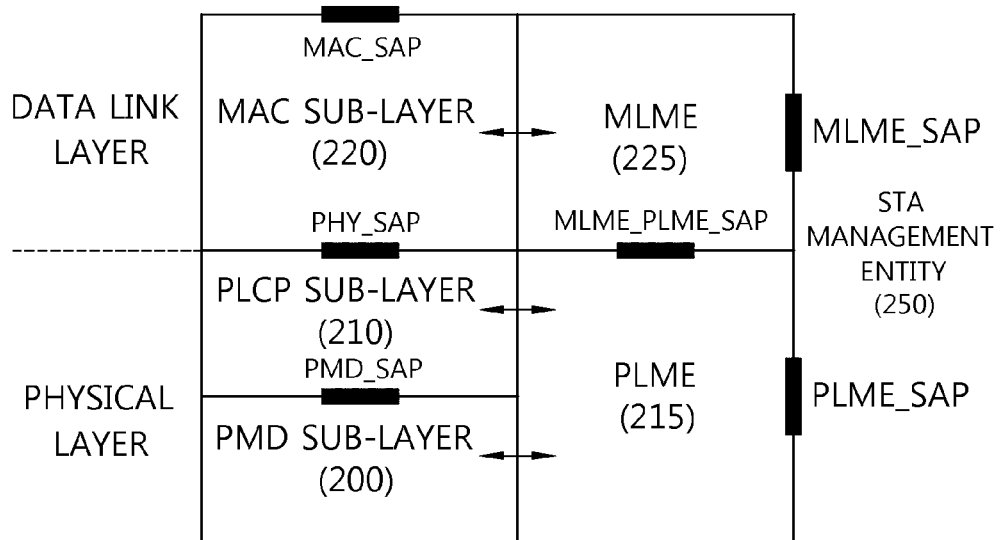 MAC_SAP
DATA LINK
LAYER
MAC SUB-LAYER
(220)
MLME
(225)
MLME_SAP
PHY_SAP
MLME_PLME_SAP
STA
MANAGEMENT
ENTITY
(250)
PLCP SUB-LAYER
(210)
PMD_SAP
PHYSICAL
LAYER
PLME
(215)
PLME_SAP
PMD SUB-LAYER
(200)